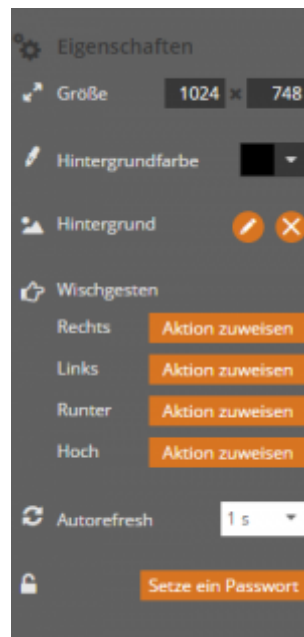 Eigenschaften
Größe 1024 × 748
Hintergrundfarbe
Hintergrund
Wischgesten
Rechts Aktion zuweisen
Links Aktion zuweisen
Runter Aktion zuweisen
Hoch Aktion zuweisen
Autorefresh 1 s
Setze ein Passwort